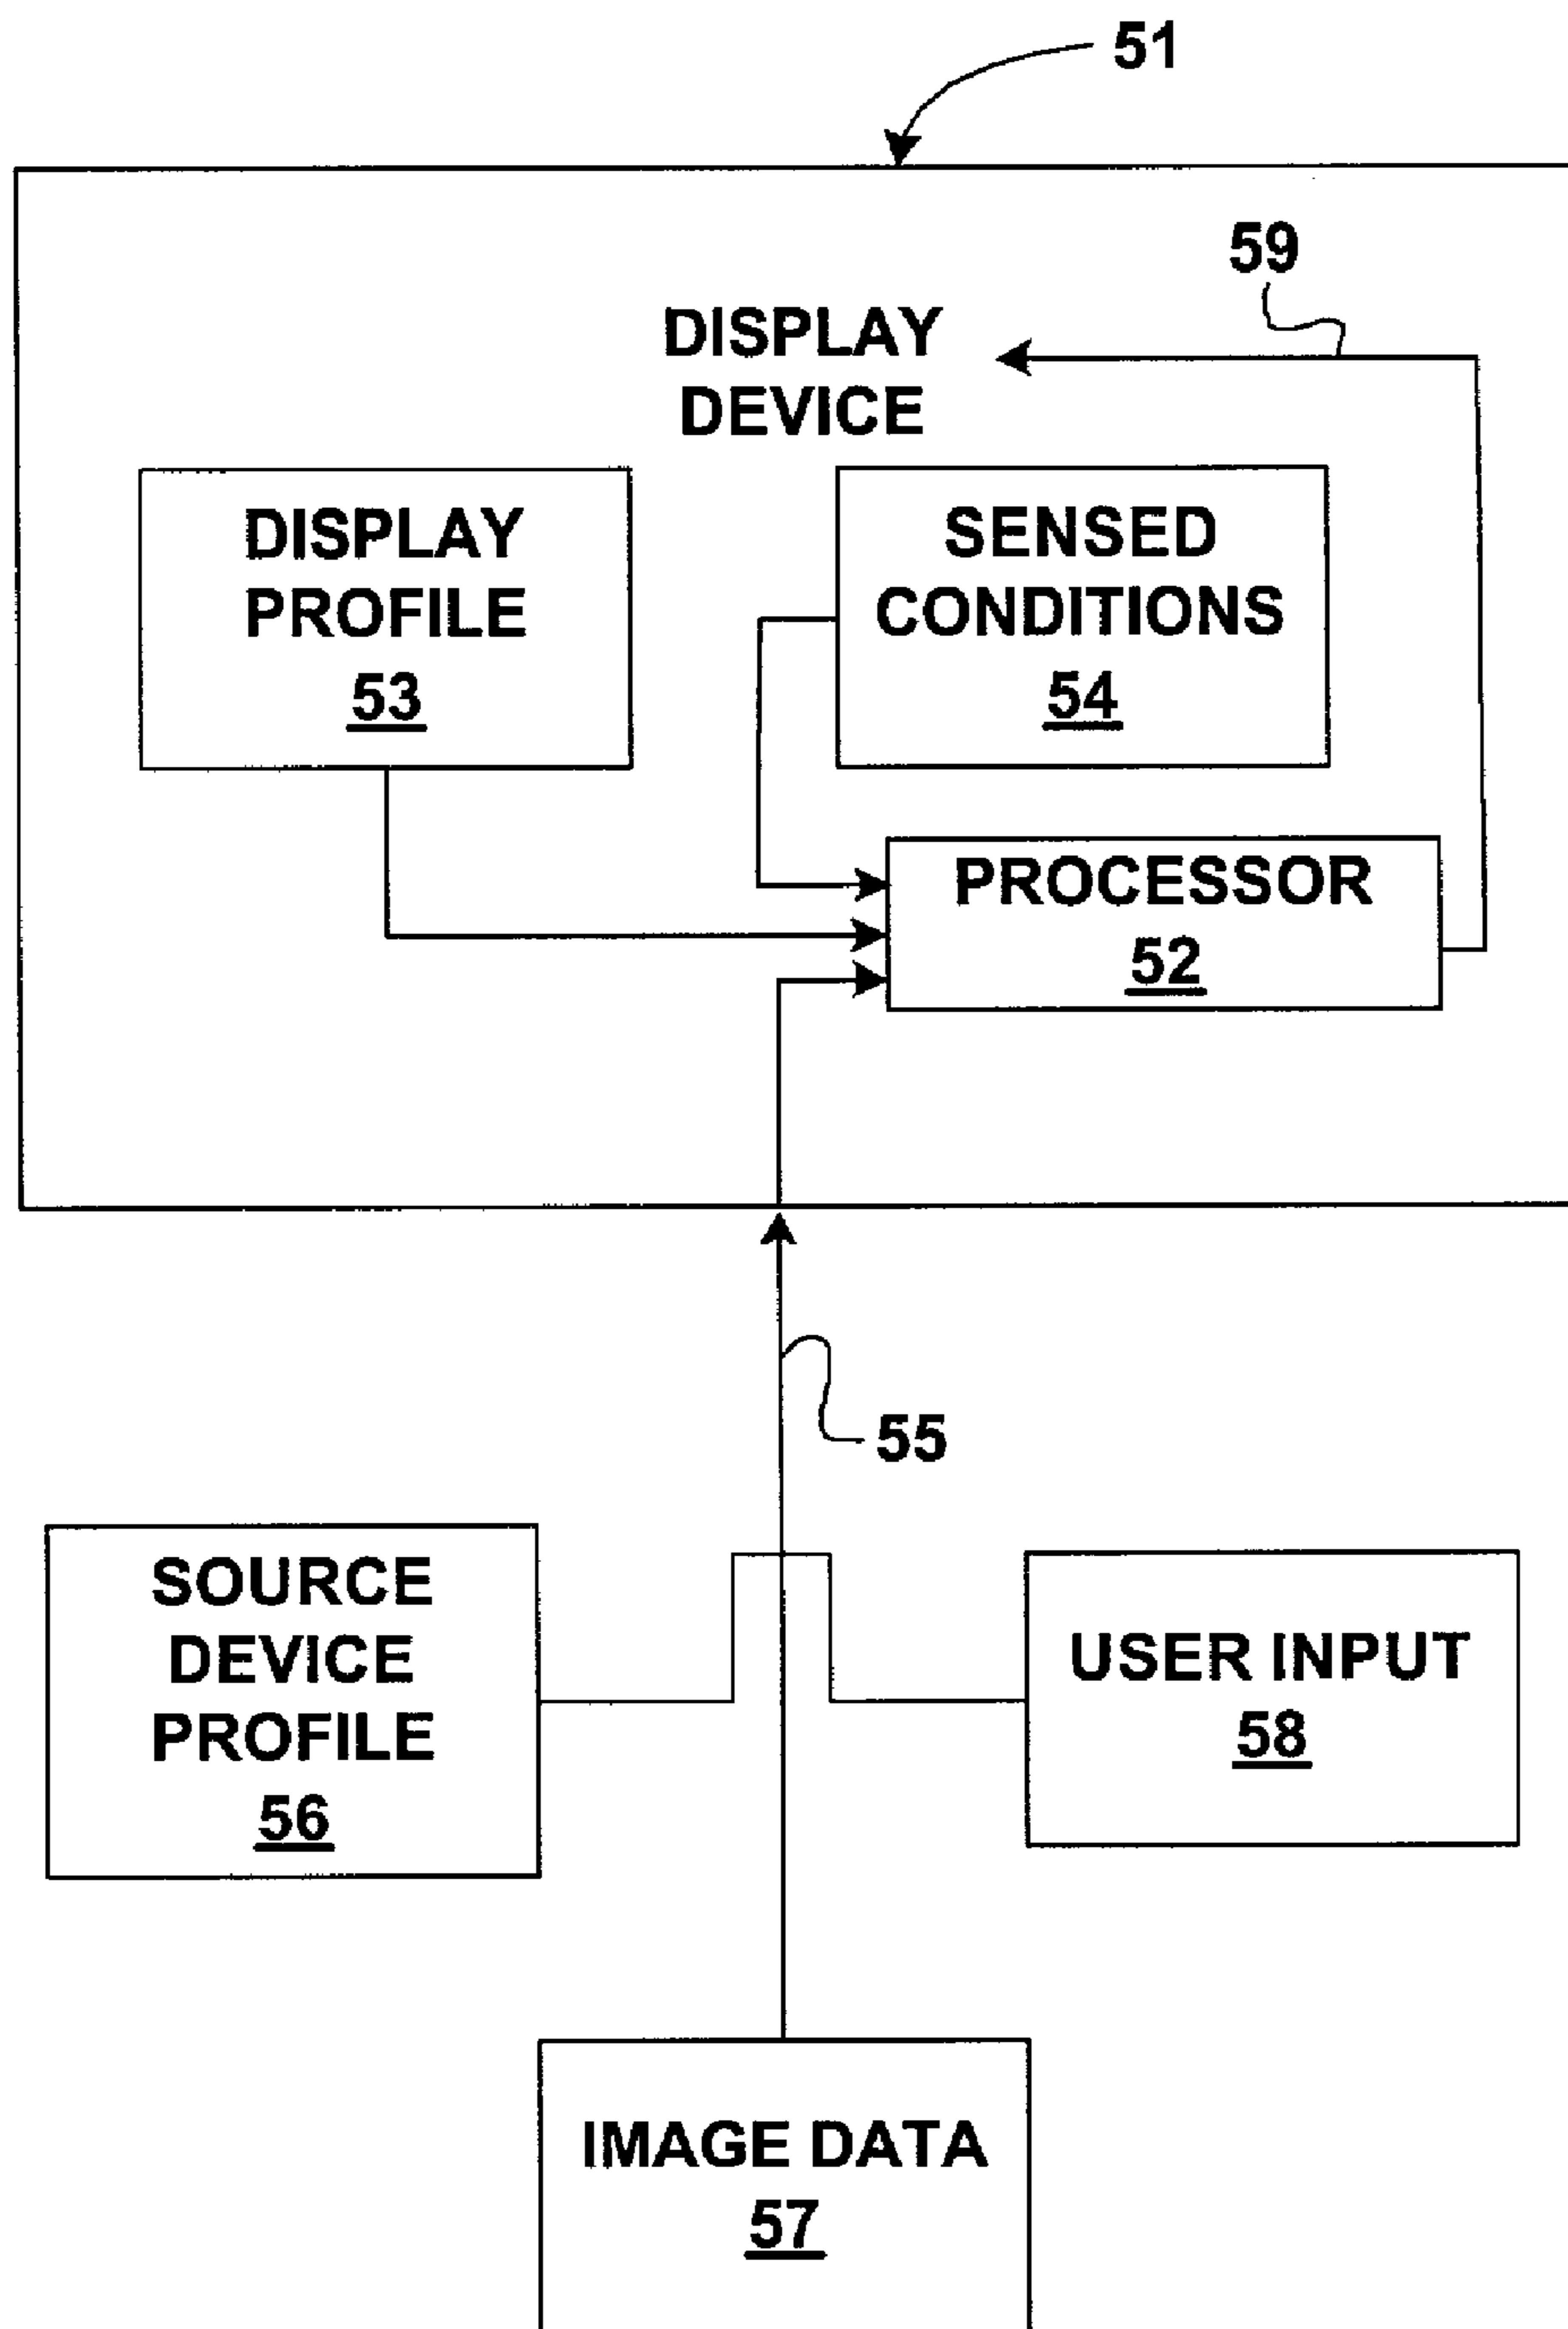 51
59
DISPLAY
DEVICE
DISPLAY
PROFILE
53
SENSED
CONDITIONS
54
PROCESSOR
52
55
SOURCE
DEVICE
PROFILE
56
USER INPUT
58
IMAGE DATA
57